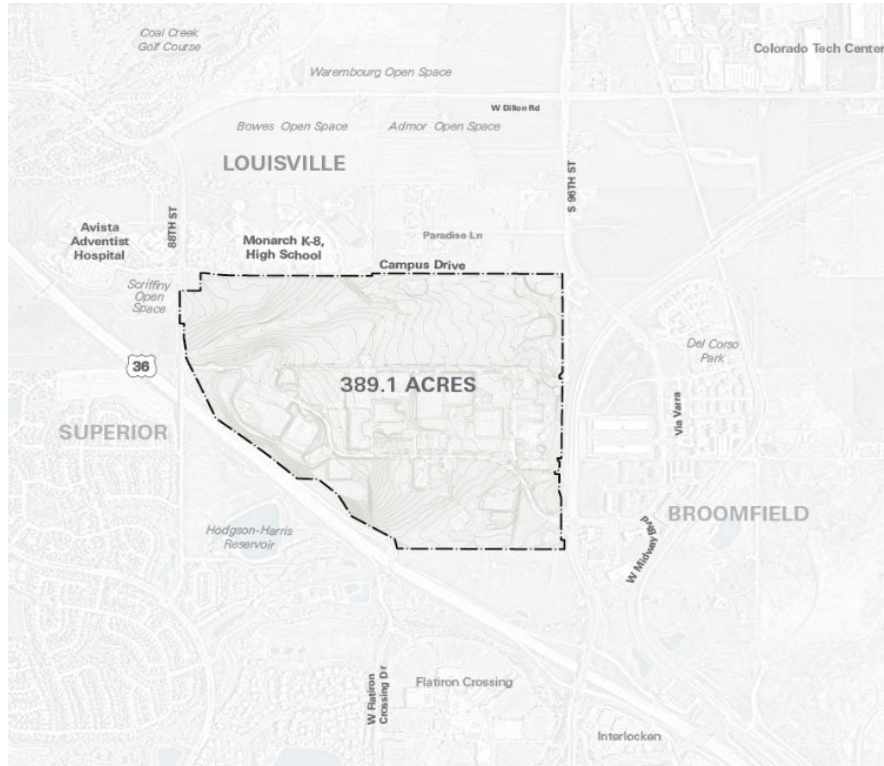 Coal Creek
Golf Course
Colorado Tech Center
Warembourg Open Space
W Dillon Rd
Bowes Open Space
Admor Open Space
LOUISVILLE
S 96TH ST
88TH ST
Avista
Adventist
Hospital
Monarch K-8,
High School
Paradise Ln
Campus Drive
Scriffiny
Open
Space
36
Del Corso
Park
389.1 ACRES
Via Varra
SUPERIOR
BROOMFIELD
Hodgson-Harris
Reservoir
W Midway Blvd
W Flatiron
Crossing Dr
Flatiron Crossing
Interlocken